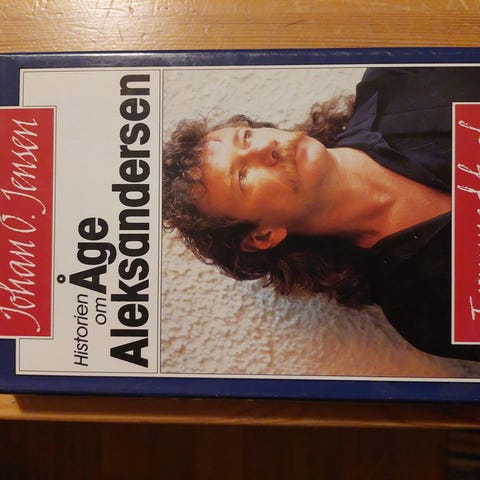 Johan O. Jensen
Historien
om Åge
Aleksandersen